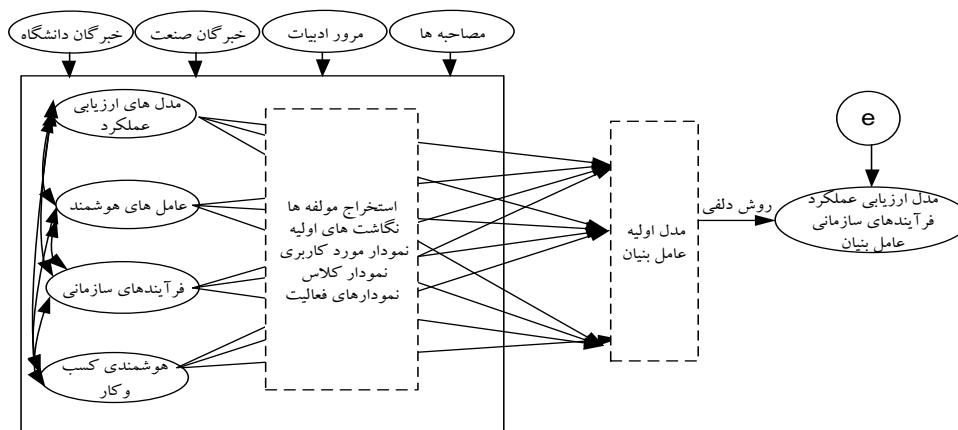 خبرگان دانشگاه
خبرگان صنعت
مرور ادبیات
مصاحبه ها
مدل های ارزیابی
عملکرد
عامل های هوشمند
فرآیندهای سازمانی
هوشمندی کسب
وکار
استخراج مولفه ها
نگاشت های اولیه
نمودار مورد کاربری
نمودار کلاس
نمودارهای فعالیت
مدل اولیه
عامل بنیان
روش دلفی
e
مدل ارزیابی عملکرد
فرآیندهای سازمانی
عامل بنیان